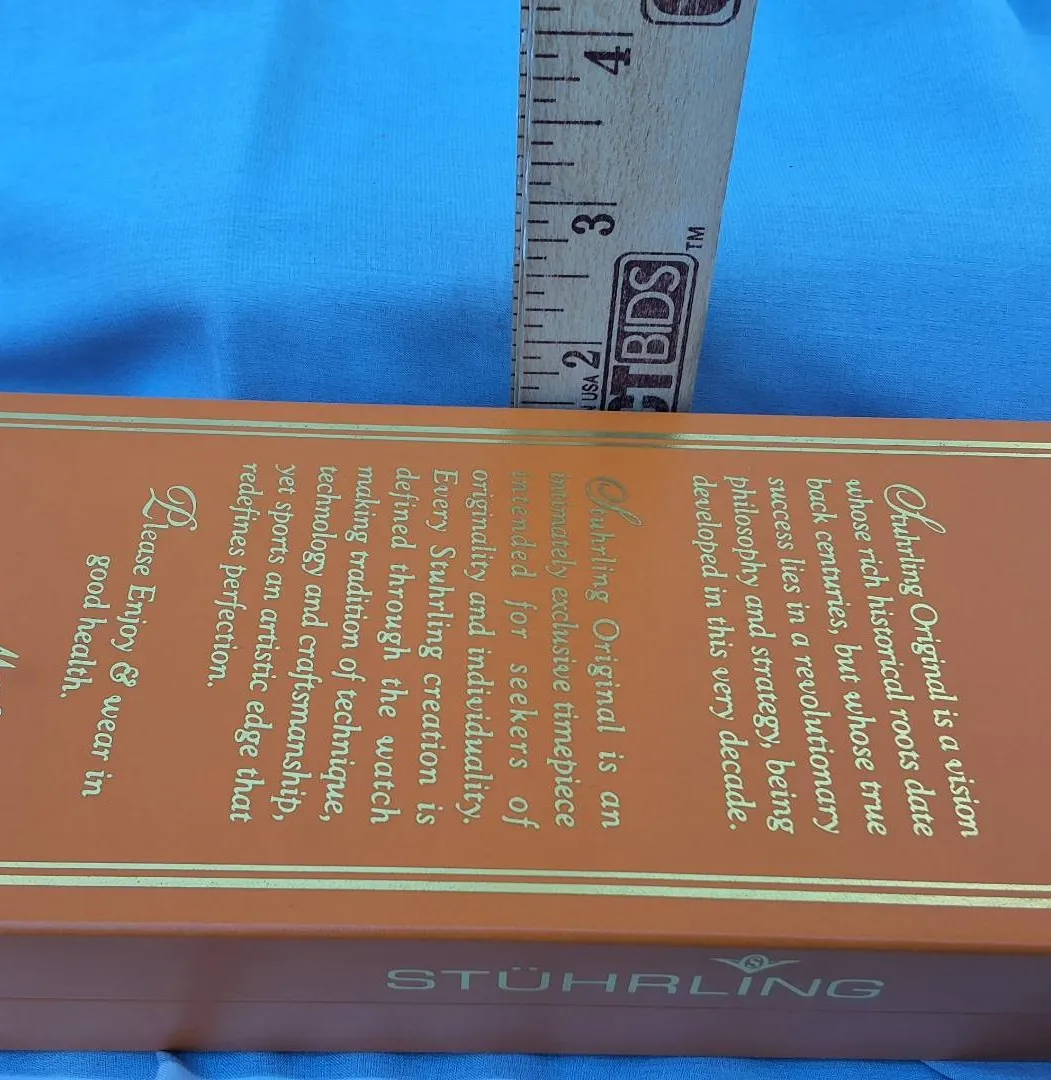 4
3
2
N USA
CTBIDS™
Stuhrling Original is a vision
whose rich historical roots date
back centuries, but whose true
success lies in a revolutionary
philosophy and strategy, being
developed in this very decade.
Stuhrling Original is an
intimately exclusive timepiece
intended for seekers of
originality and individuality.
Every Stuhrling creation is
defined through the watch
making tradition of technique,
technology and craftsmanship,
yet sports an artistic edge that
redefines perfection.
Please Enjoy & wear in
good health.
S
STÜHRLING